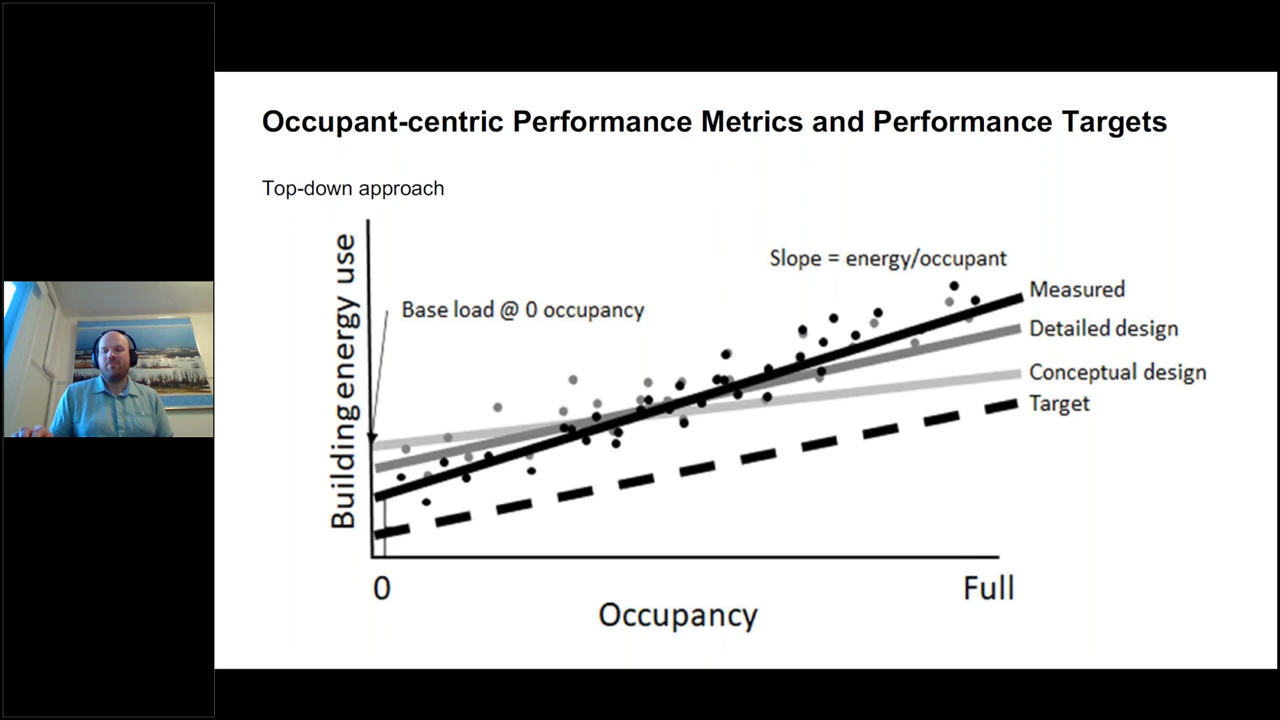 Occupant-centric Performance Metrics and Performance Targets
Top-down approach
Building energy use
Slope = energy/occupant
Base load @ 0 occupancy
Measured
Detailed design
Conceptual design
Target
0
Full
Occupancy